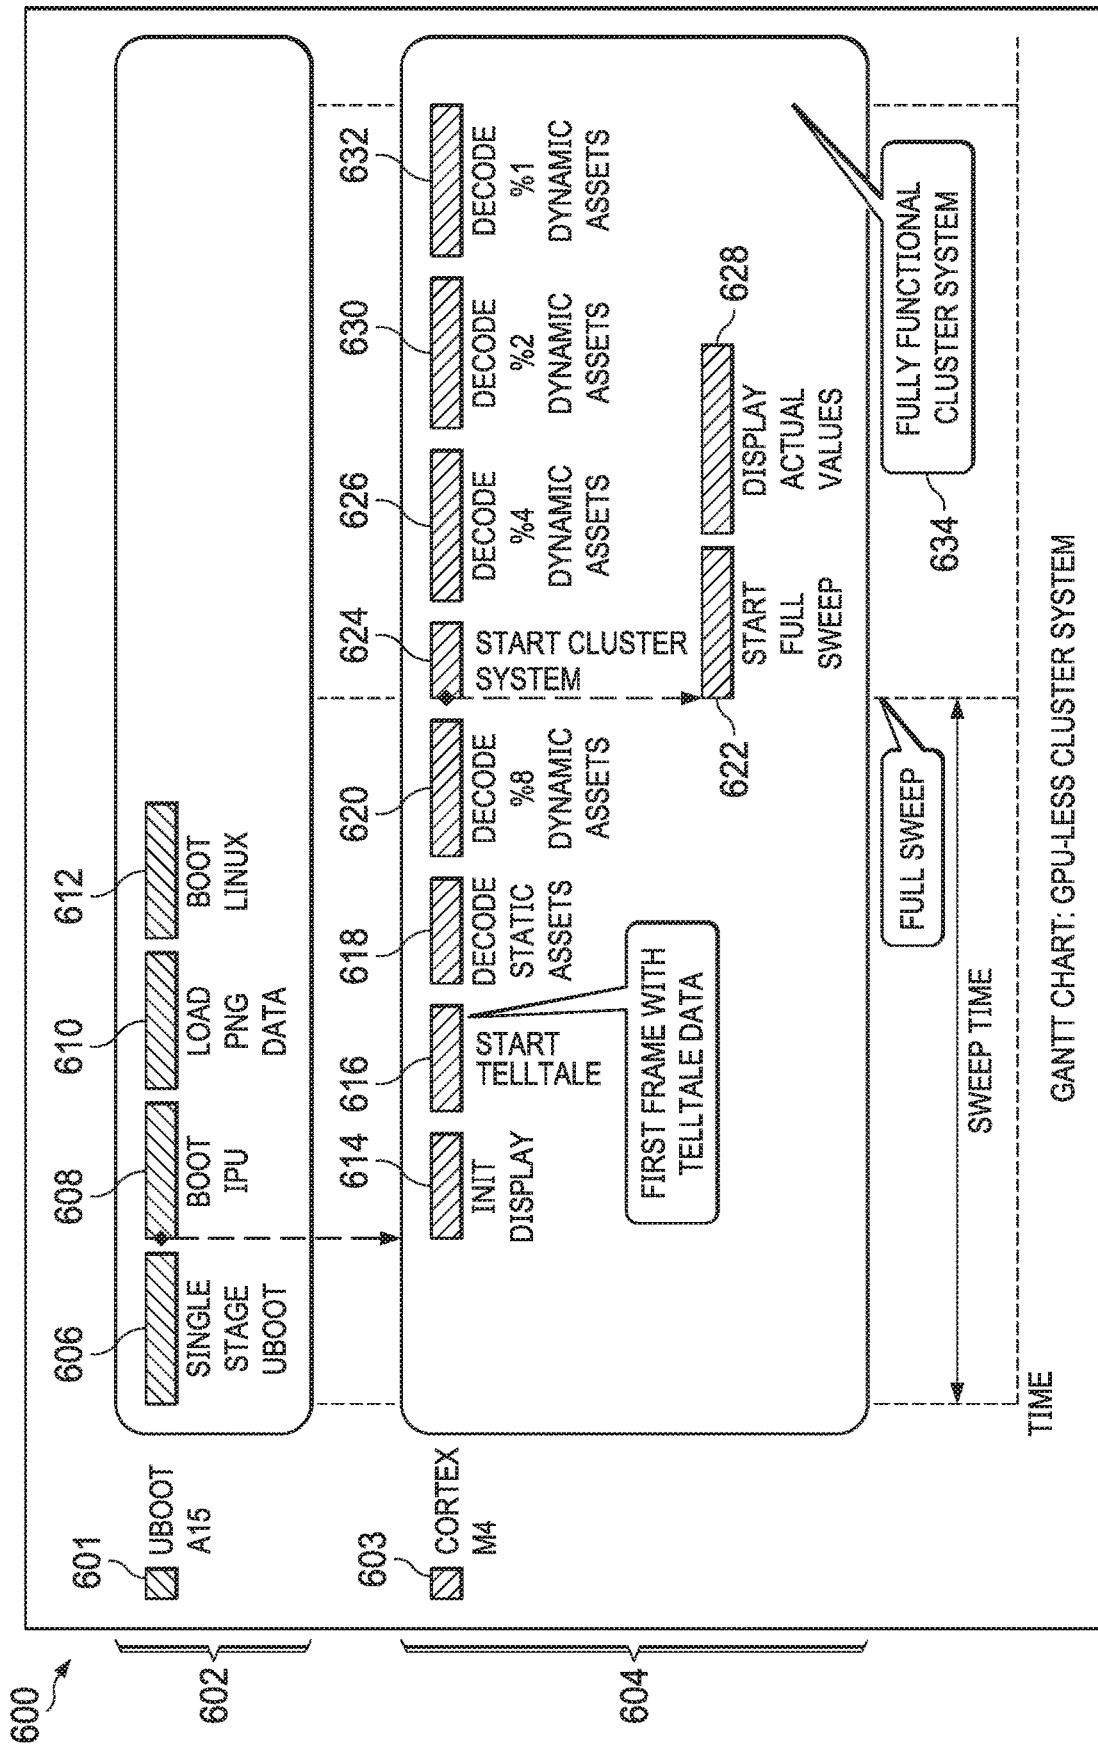 600
602
604
601
UBOOT
A15
603
CORTEX
M4
606
SINGLE
STAGE
UBOOT
608
BOOT
IPU
610
LOAD
PNG
DATA
612
BOOT
LINUX
614
INIT
DISPLAY
616
START
TELLTALE
618
DECODE
STATIC
ASSETS
620
DECODE
%8
DYNAMIC
ASSETS
624
START CLUSTER
SYSTEM
626
DECODE
%4
DYNAMIC
ASSETS
630
DECODE
%2
DYNAMIC
ASSETS
632
DECODE
%1
DYNAMIC
ASSETS
FIRST FRAME WITH
TELLTALE DATA
622
START
FULL
SWEEP
628
DISPLAY
ACTUAL
VALUES
FULL SWEEP
634
FULLY FUNCTIONAL
CLUSTER SYSTEM
SWEEP TIME
TIME
GANTT CHART: GPU-LESS CLUSTER SYSTEM